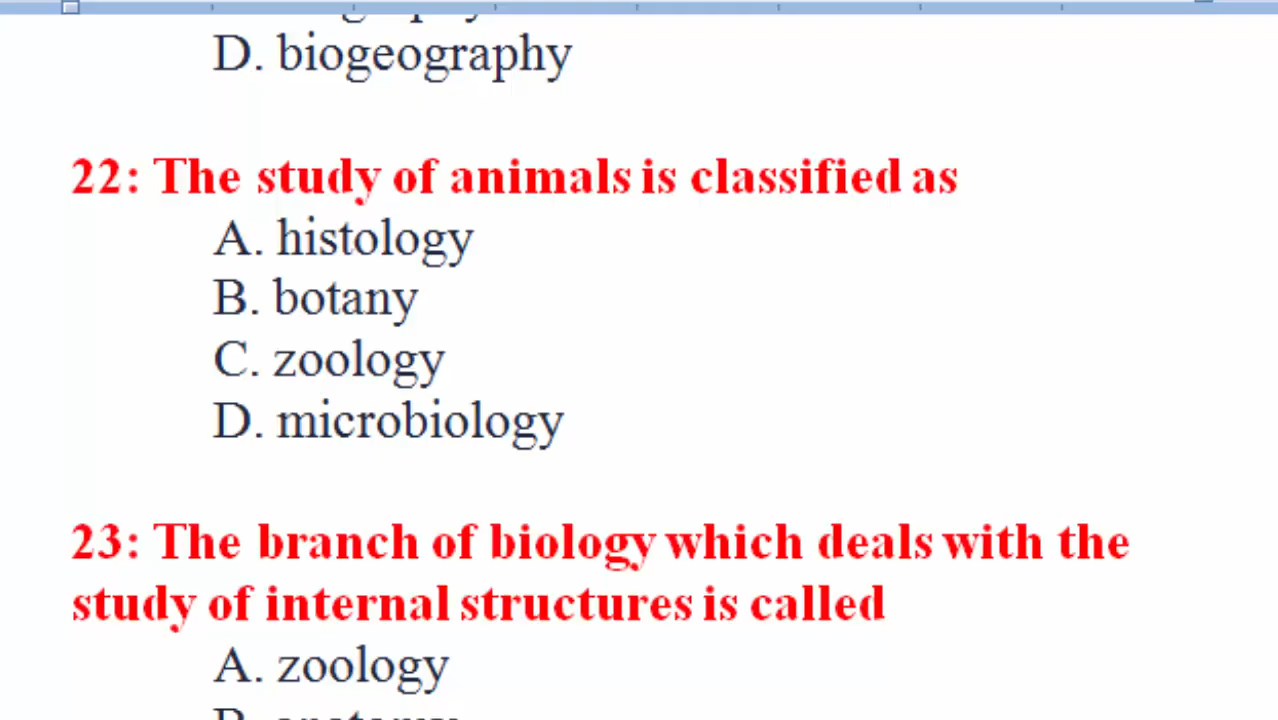 D. biogeography
22: The study of animals is classified as
A. histology
B. botany
C. zoology
D. microbiology
23: The branch of biology which deals with the
study of internal structures is called
A. zoology